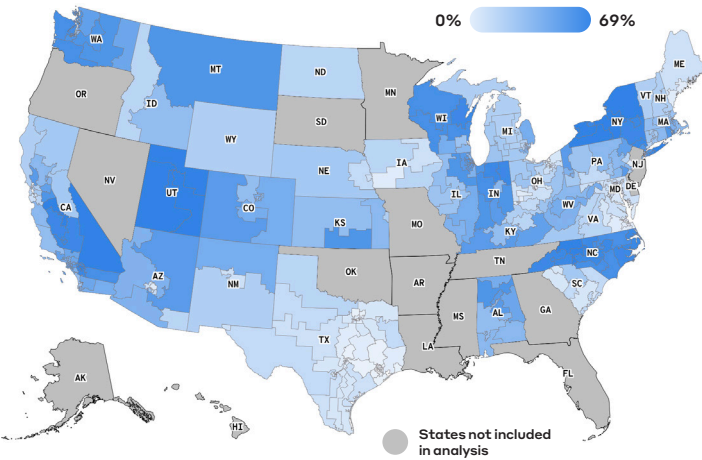 0% 69%
WA
MT
ND
ME
MN
VT
NH
OR
ID
WI
NY
MA
SD
MI
WY
IA
PA
NJ
NE
OH
NV
UT
IL
IN
MD
DE
CO
WV
CA
KS
VA
MO
KY
NC
TN
AZ
OK
NM
AR
SC
MS
AL
GA
TX
LA
FL
AK
HI
States not included
in analysis